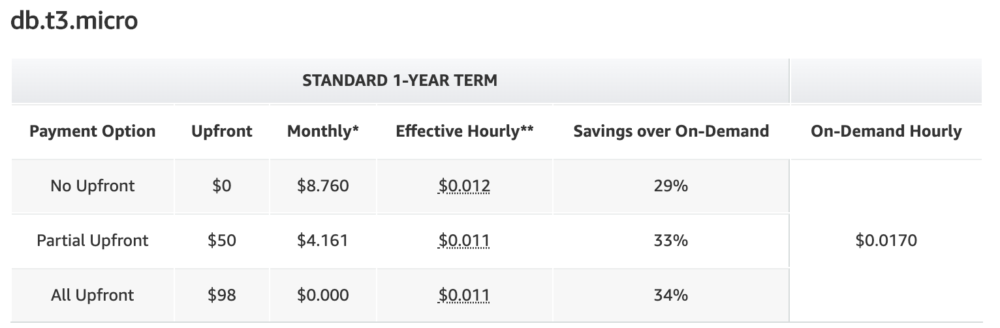 db.t3.micro
STANDARD 1-YEAR TERM
Payment Option Upfront Monthly* Effective Hourly** Savings over On-Demand On-Demand Hourly
No Upfront $0 $8.760 $0.012 29%
Partial Upfront $50 $4.161 $0.011 33% $0.0170
All Upfront $98 $0.000 $0.011 34%